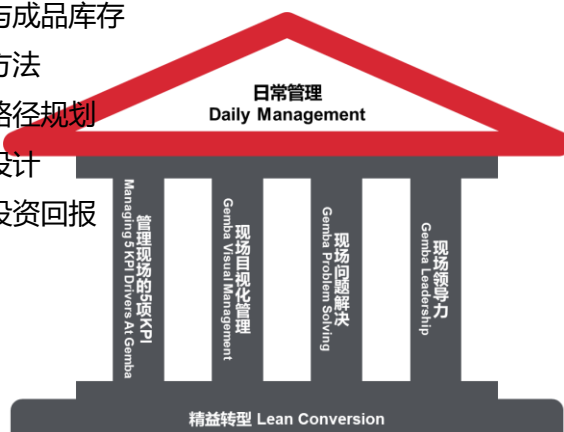 与成品库存
方法
路径规划
设计
投资回报
日常管理
Daily Management
管理现场的5项KPI
Managing 5 KPI Drivers At Gemba
现场目视化管理
Gemba Visual Management
现场问题解决
Gemba Problem Solving
现场领导力
Gemba Leadership
精益转型 Lean Conversion